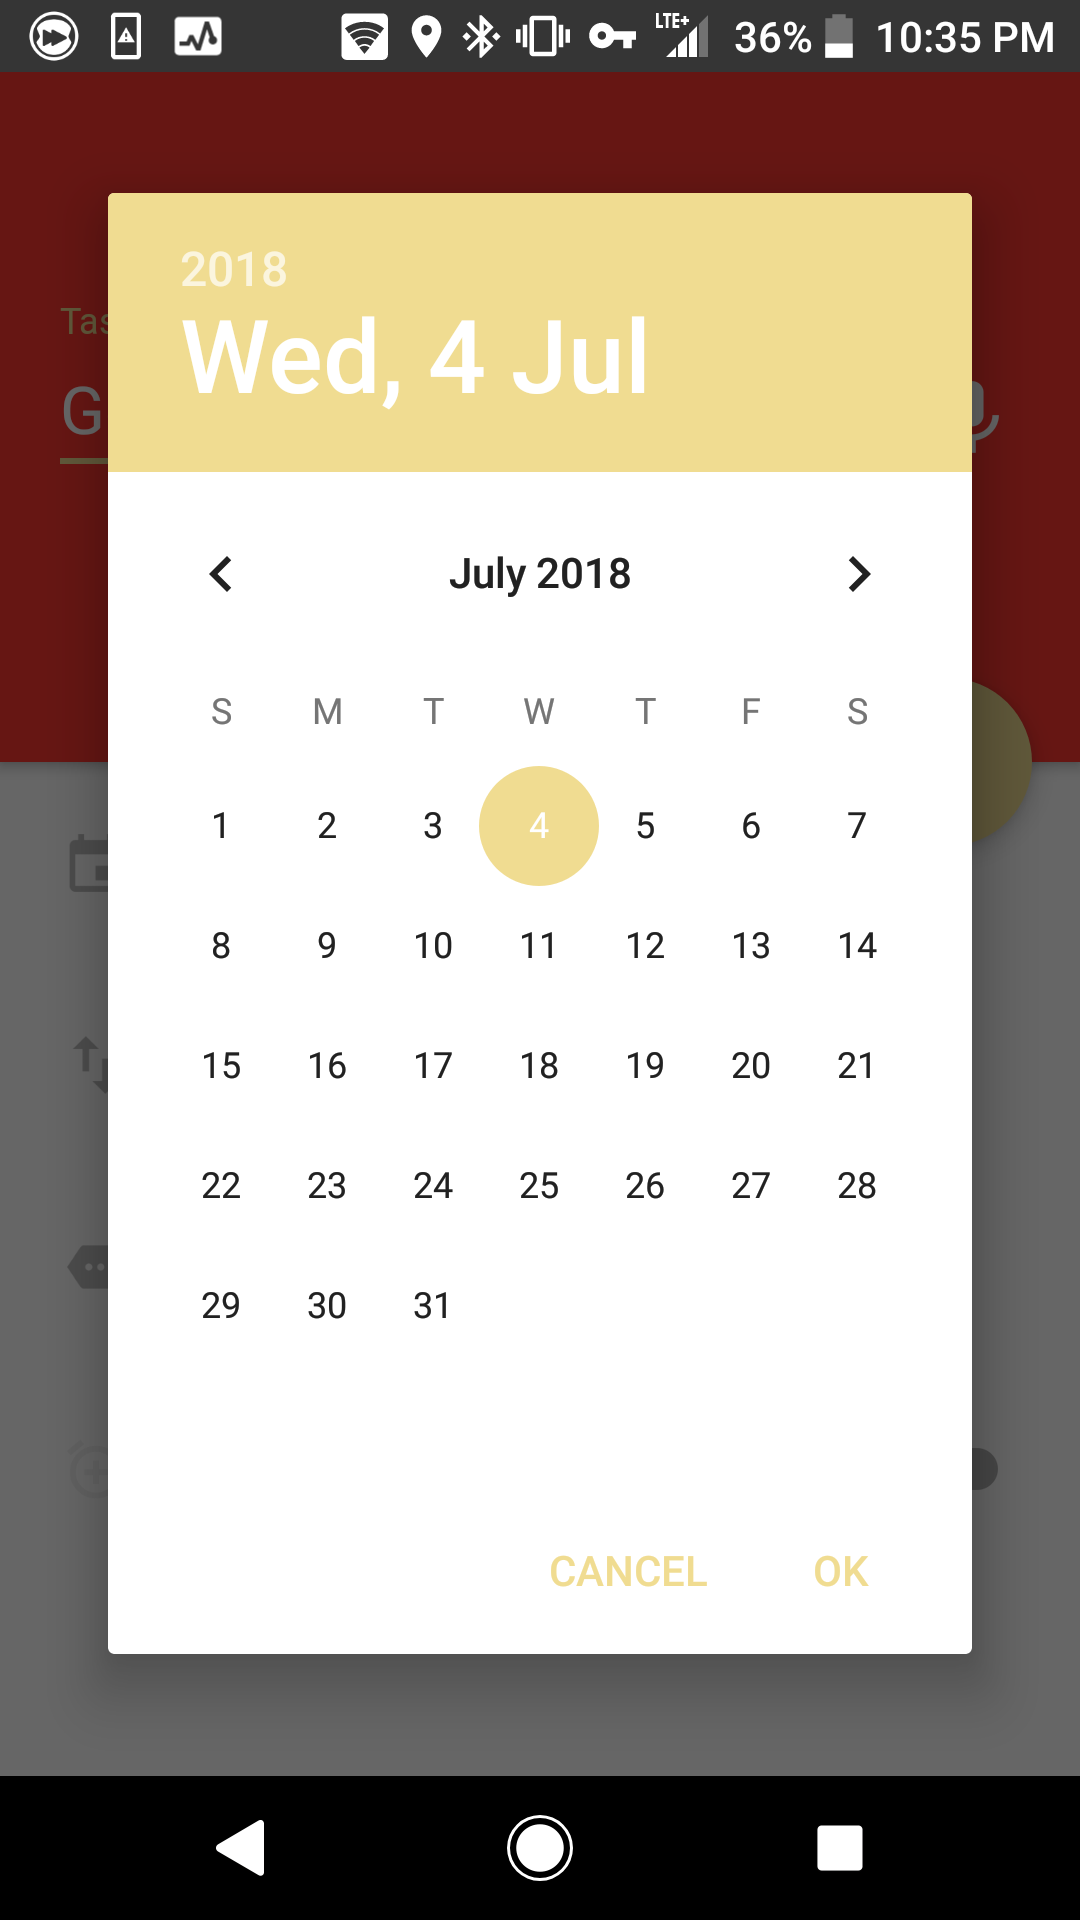 LTE+ 36% 10:35 PM
2018
Wed, 4 Jul
July 2018
S M T W T F S
1 2 3 4 5 6 7
8 9 10 11 12 13 14
15 16 17 18 19 20 21
22 23 24 25 26 27 28
29 30 31
CANCEL OK